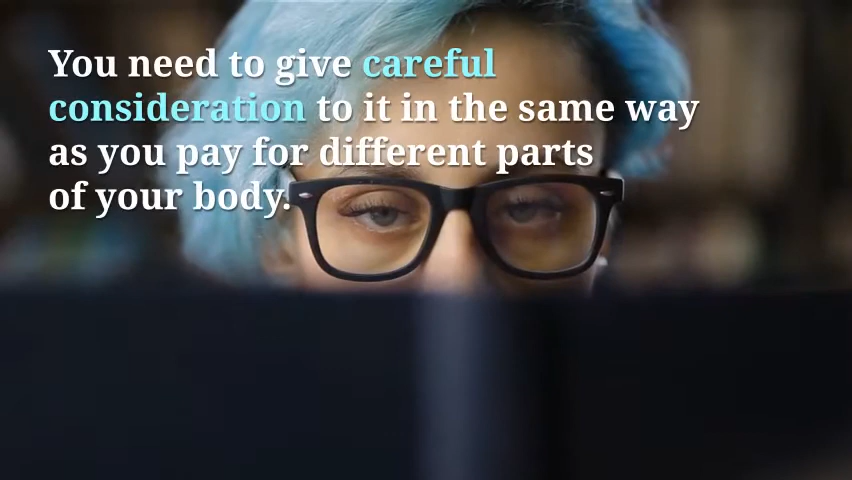 You need to give careful
consideration to it in the same way
as you pay for different parts
of your body.